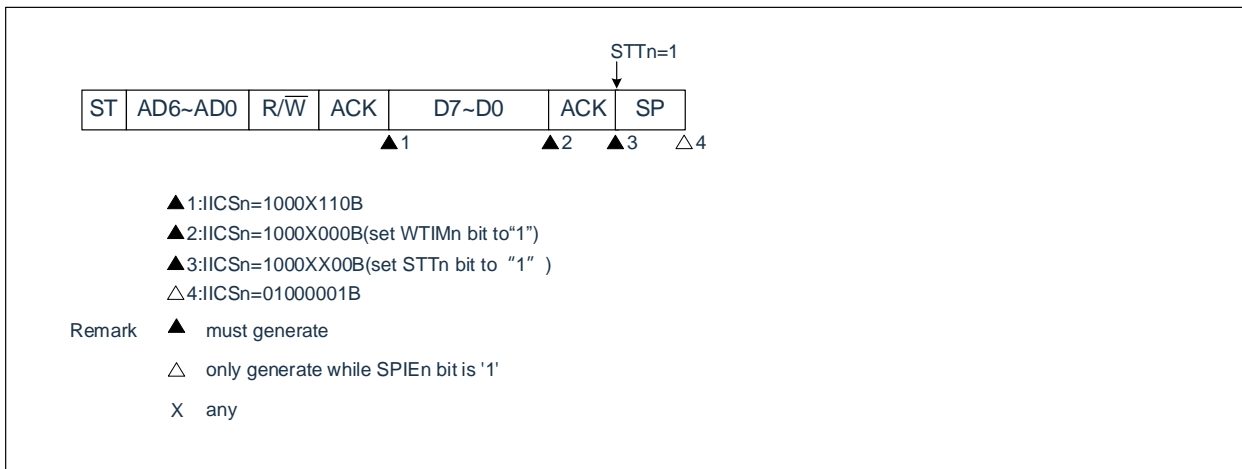 STTn=1
ST AD6~AD0 R/W̅ ACK D7~D0 ACK SP
▲1 ▲2 ▲3 △4
▲1:IICSn=1000X110B
▲2:IICSn=1000X000B(set WTIMn bit to“1”)
▲3:IICSn=1000XX00B(set STTn bit to “1” )
△4:IICSn=01000001B
Remark ▲ must generate
△ only generate while SPIEn bit is '1'
X any